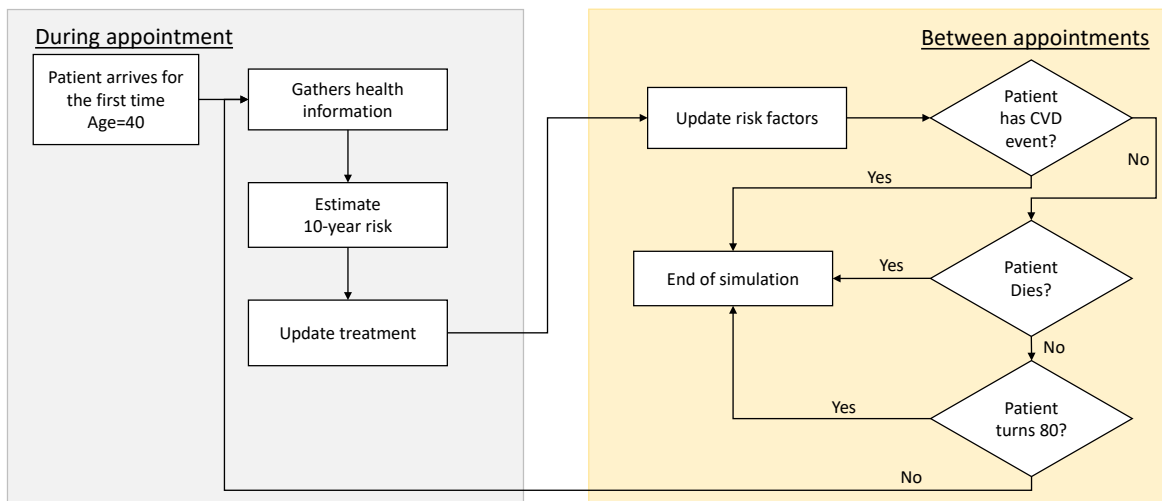 During appointment
Patient arrives for
the first time
Age=40
Gathers health
information
Estimate
10-year risk
Update treatment
Between appointments
Update risk factors
Patient
has CVD
event?
No
Yes
End of simulation
Yes
Patient
Dies?
No
Yes
Patient
turns 80?
No